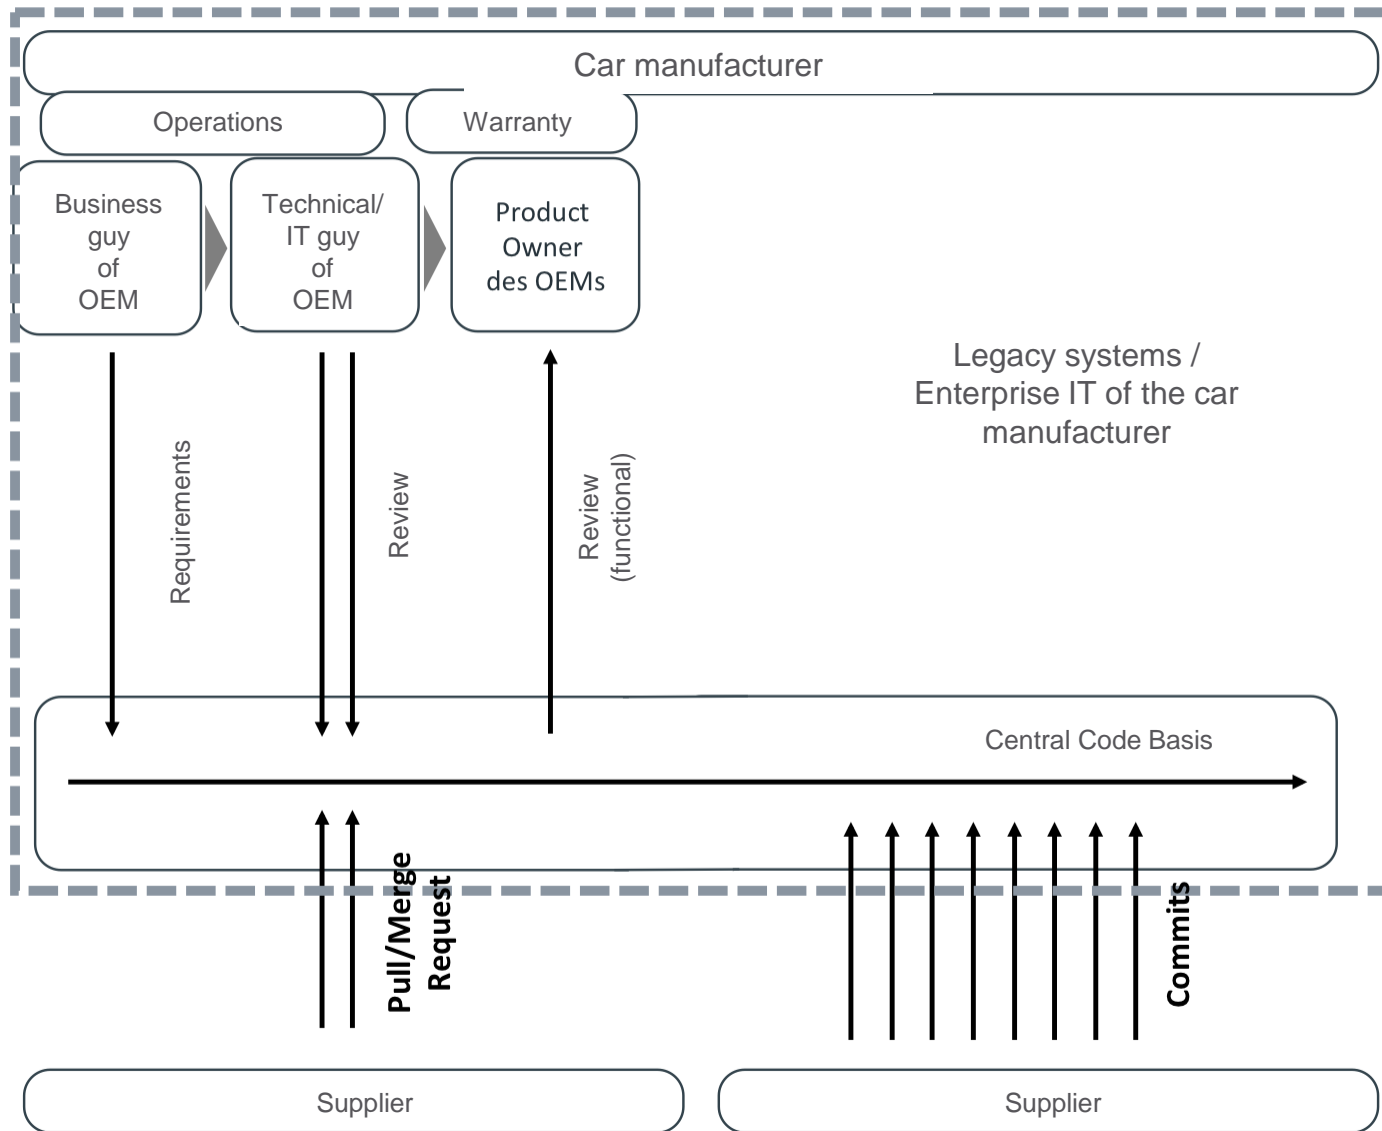 Car manufacturer
Operations
Warranty
Business
guy
of
OEM
Technical/
IT guy
of
OEM
Product
Owner
des OEMs
Legacy systems /
Enterprise IT of the car
manufacturer
Requirements
Review
Review
(functional)
Central Code Basis
Pull/Merge
Request
Commits
Supplier
Supplier